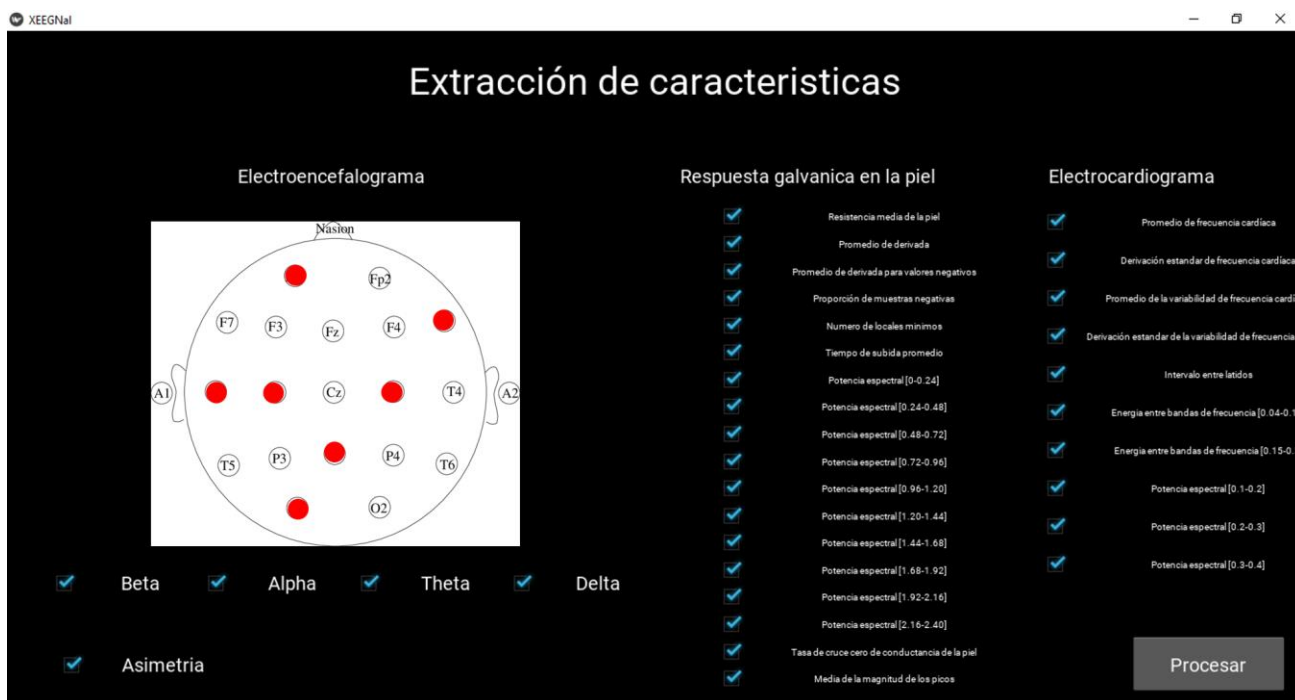 XEEGNal
Extracción de caracteristicas
Electroencefalograma
Nasion
Fp2
F7 F3 Fz F4
A1 Cz T4 A2
T5 P3 P4 T6
O2
Beta Alpha Theta Delta
Asimetria
Respuesta galvanica en la piel
Resistencia media de la piel
Promedio de derivada
Promedio de derivada para valores negativos
Proporción de muestras negativas
Numero de locales minimos
Tiempo de subida promedio
Potencia espectral [0-0.24]
Potencia espectral [0.24-0.48]
Potencia espectral [0.48-0.72]
Potencia espectral [0.72-0.96]
Potencia espectral [0.96-1.20]
Potencia espectral [1.20-1.44]
Potencia espectral [1.44-1.68]
Potencia espectral [1.68-1.92]
Potencia espectral [1.92-2.16]
Potencia espectral [2.16-2.40]
Tasa de cruce cero de conductancia de la piel
Media de la magnitud de los picos
Electrocardiograma
Promedio de frecuencia cardíaca
Derivación estandar de frecuencia cardíaca
Promedio de la variabilidad de frecuencia cardí
Derivación estandar de la variabilidad de frecuencia
Intervalo entre latidos
Energia entre bandas de frecuencia [0.04-0.1
Energia entre bandas de frecuencia [0.15-0.
Potencia espectral [0.1-0.2]
Potencia espectral [0.2-0.3]
Potencia espectral [0.3-0.4]
Procesar